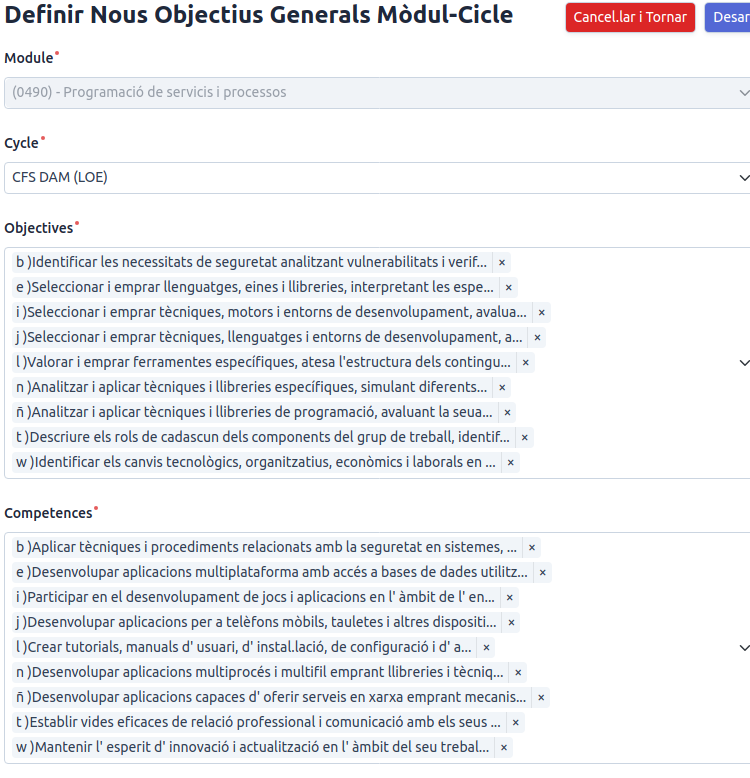 Definir Nous Objectius Generals Mòdul-Cicle
Cancel.lar i Tornar
Desar
Module*
(0490) - Programació de servicis i processos
Cycle*
CFS DAM (LOE)
Objectives*
b )Identificar les necessitats de seguretat analitzant vulnerabilitats i verif... ×
e )Seleccionar i emprar llenguatges, eines i llibreries, interpretant les espe... ×
i )Seleccionar i emprar tècniques, motors i entorns de desenvolupament, avalua... ×
j )Seleccionar i emprar tècniques, llenguatges i entorns de desenvolupament, a... ×
l )Valorar i emprar ferramentes específiques, atesa l'estructura dels contingu... ×
n )Analitzar i aplicar tècniques i llibreries específiques, simulant diferents... ×
ñ )Analitzar i aplicar tècniques i llibreries de programació, avaluant la seua... ×
t )Descriure els rols de cadascun dels components del grup de treball, identif... ×
w )Identificar els canvis tecnològics, organitzatius, econòmics i laborals en ... ×
Competences*
b )Aplicar tècniques i procediments relacionats amb la seguretat en sistemes, ... ×
e )Desenvolupar aplicacions multiplataforma amb accés a bases de dades utilitz... ×
i )Participar en el desenvolupament de jocs i aplicacions en l' àmbit de l' en... ×
j )Desenvolupar aplicacions per a telèfons mòbils, tauletes i altres dispositi... ×
l )Crear tutorials, manuals d' usuari, d' instal.lació, de configuració i d' a... ×
n )Desenvolupar aplicacions multiprocés i multifil emprant llibreries i tècniq... ×
ñ )Desenvolupar aplicacions capaces d' oferir serveis en xarxa emprant mecanis... ×
t )Establir vides eficaces de relació professional i comunicació amb els seus ... ×
w )Mantenir l' esperit d' innovació i actualització en l' àmbit del seu trebal... ×